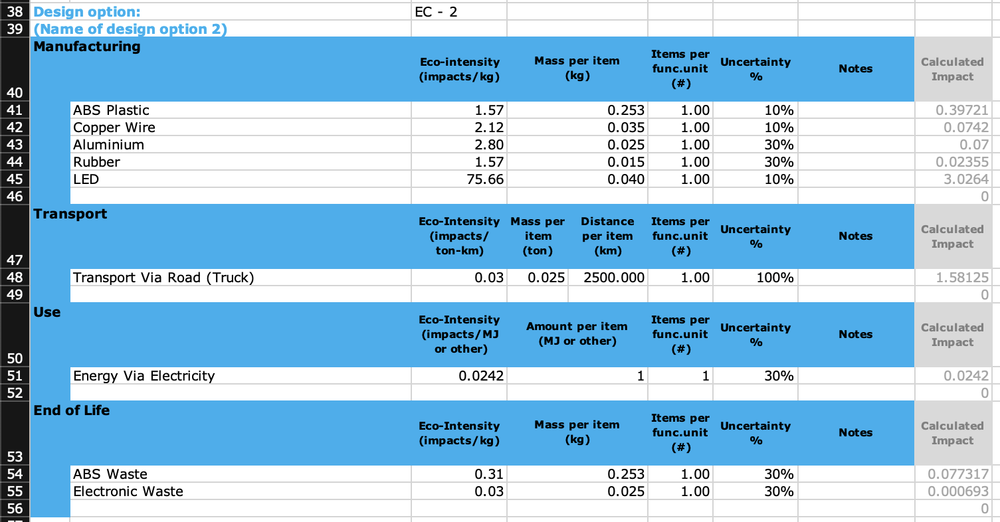 38 Design option: EC - 2
39 (Name of design option 2)
40 Manufacturing Eco-intensity (impacts/kg) Mass per item (kg) Items per func.unit (#) Uncertainty % Notes Calculated Impact
41 ABS Plastic 1.57 0.253 1.00 10% 0.39721
42 Copper Wire 2.12 0.035 1.00 10% 0.0742
43 Aluminium 2.80 0.025 1.00 30% 0.07
44 Rubber 1.57 0.015 1.00 30% 0.02355
45 LED 75.66 0.040 1.00 10% 3.0264
46 0
47 Transport Eco-Intensity (impacts/ ton-km) Mass per item (ton) Distance per item (km) Items per func.unit (#) Uncertainty % Notes Calculated Impact
48 Transport Via Road (Truck) 0.03 0.025 2500.000 1.00 100% 1.58125
49 0
50 Use Eco-Intensity (impacts/MJ or other) Amount per item (MJ or other) Items per func.unit (#) Uncertainty % Notes Calculated Impact
51 Energy Via Electricity 0.0242 1 1 30% 0.0242
52 0
53 End of Life Eco-Intensity (impacts/kg) Mass per item (kg) Items per func.unit (#) Uncertainty % Notes Calculated Impact
54 ABS Waste 0.31 0.253 1.00 30% 0.077317
55 Electronic Waste 0.03 0.025 1.00 30% 0.000693
56 0